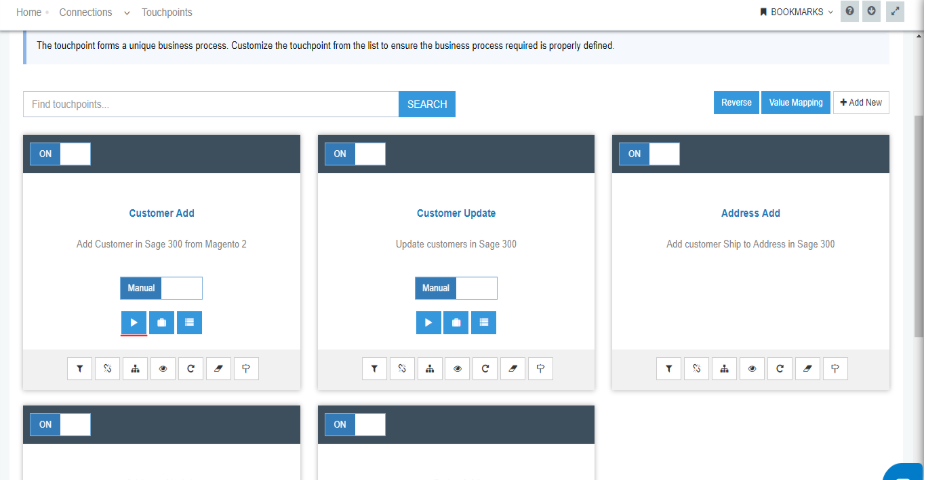 Home Connections Touchpoints
BOOKMARKS
The touchpoint forms a unique business process. Customize the touchpoint from the list to ensure the business process required is properly defined.
Find touchpoints...
SEARCH
Reverse
Value Mapping
Add New
ON
ON
ON
Customer Add
Customer Update
Address Add
Add Customer in Sage 300 from Magento 2
Update customers in Sage 300
Add customer Ship to Address in Sage 300
Manual
Manual
ON
ON